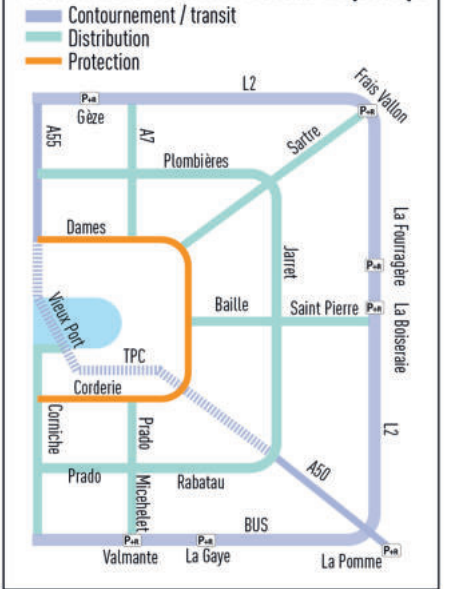 Contournement / transit
Distribution
Protection
L2
Frais Vallon
P+R
P+R
Gèze
A55
A7
Sartre
Plombières
Dames
Jarret
La Fourragère
P+R
Vieux Port
Baille
Saint Pierre
P+R
La Boiseraie
TPC
Corderie
Corniche
Prado
L2
Prado
Micehelet
Rabatau
A50
BUS
P+R
Valmante
P+R
La Gaye
P+R
La Pomme